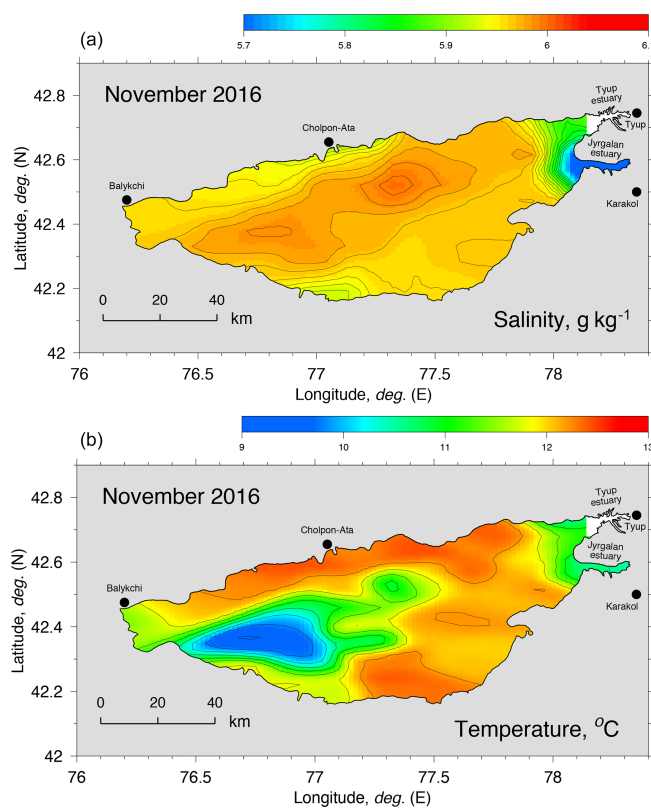 (a)
5.7 5.8 5.9 6 6.
November 2016
Tyup
estuary
Tyup
Cholpon-Ata
Jyrgalan
estuary
Balykchi
Karakol
42.8
42.6
42.4
42.2
42
Latitude, deg. (N)
0 20 40
km
Salinity, g kg-1
76 76.5 77 77.5 78
Longitude, deg. (E)
(b)
9 10 11 12 13
November 2016
Tyup
estuary
Tyup
Cholpon-Ata
Jyrgalan
estuary
Balykchi
Karakol
42.8
42.6
42.4
42.2
42
Latitude, deg. (N)
0 20 40
km
Temperature, oC
76 76.5 77 77.5 78
Longitude, deg. (E)